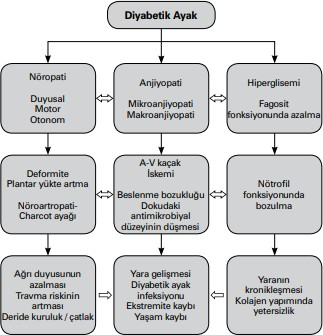 Diyabetik Ayak
Nöropati
Duyusal
Motor
Otonom
Anjiyopati
Mikroanjiyopati
Makroanjiyopati
Hiperglisemi
Fagosit
fonksiyonunda azalma
Deformite
Plantar yükte artma
Nöroartropati-
Charcot ayağı
A-V kaçak
İskemi
Beslenme bozukluğu
Dokudaki
antimikrobiyal
düzeyinin düşmesi
Nötrofil
fonksiyonunda
bozulma
Ağrı duyusunun
azalması
Travma riskinin
artması
Deride kuruluk / çatlak
Yara gelişmesi
Diyabetik ayak
infeksiyonu
Ekstremite kaybı
Yaşam kaybı
Yaranın
kronikleşmesi
Kolajen yapımında
yetersizlik